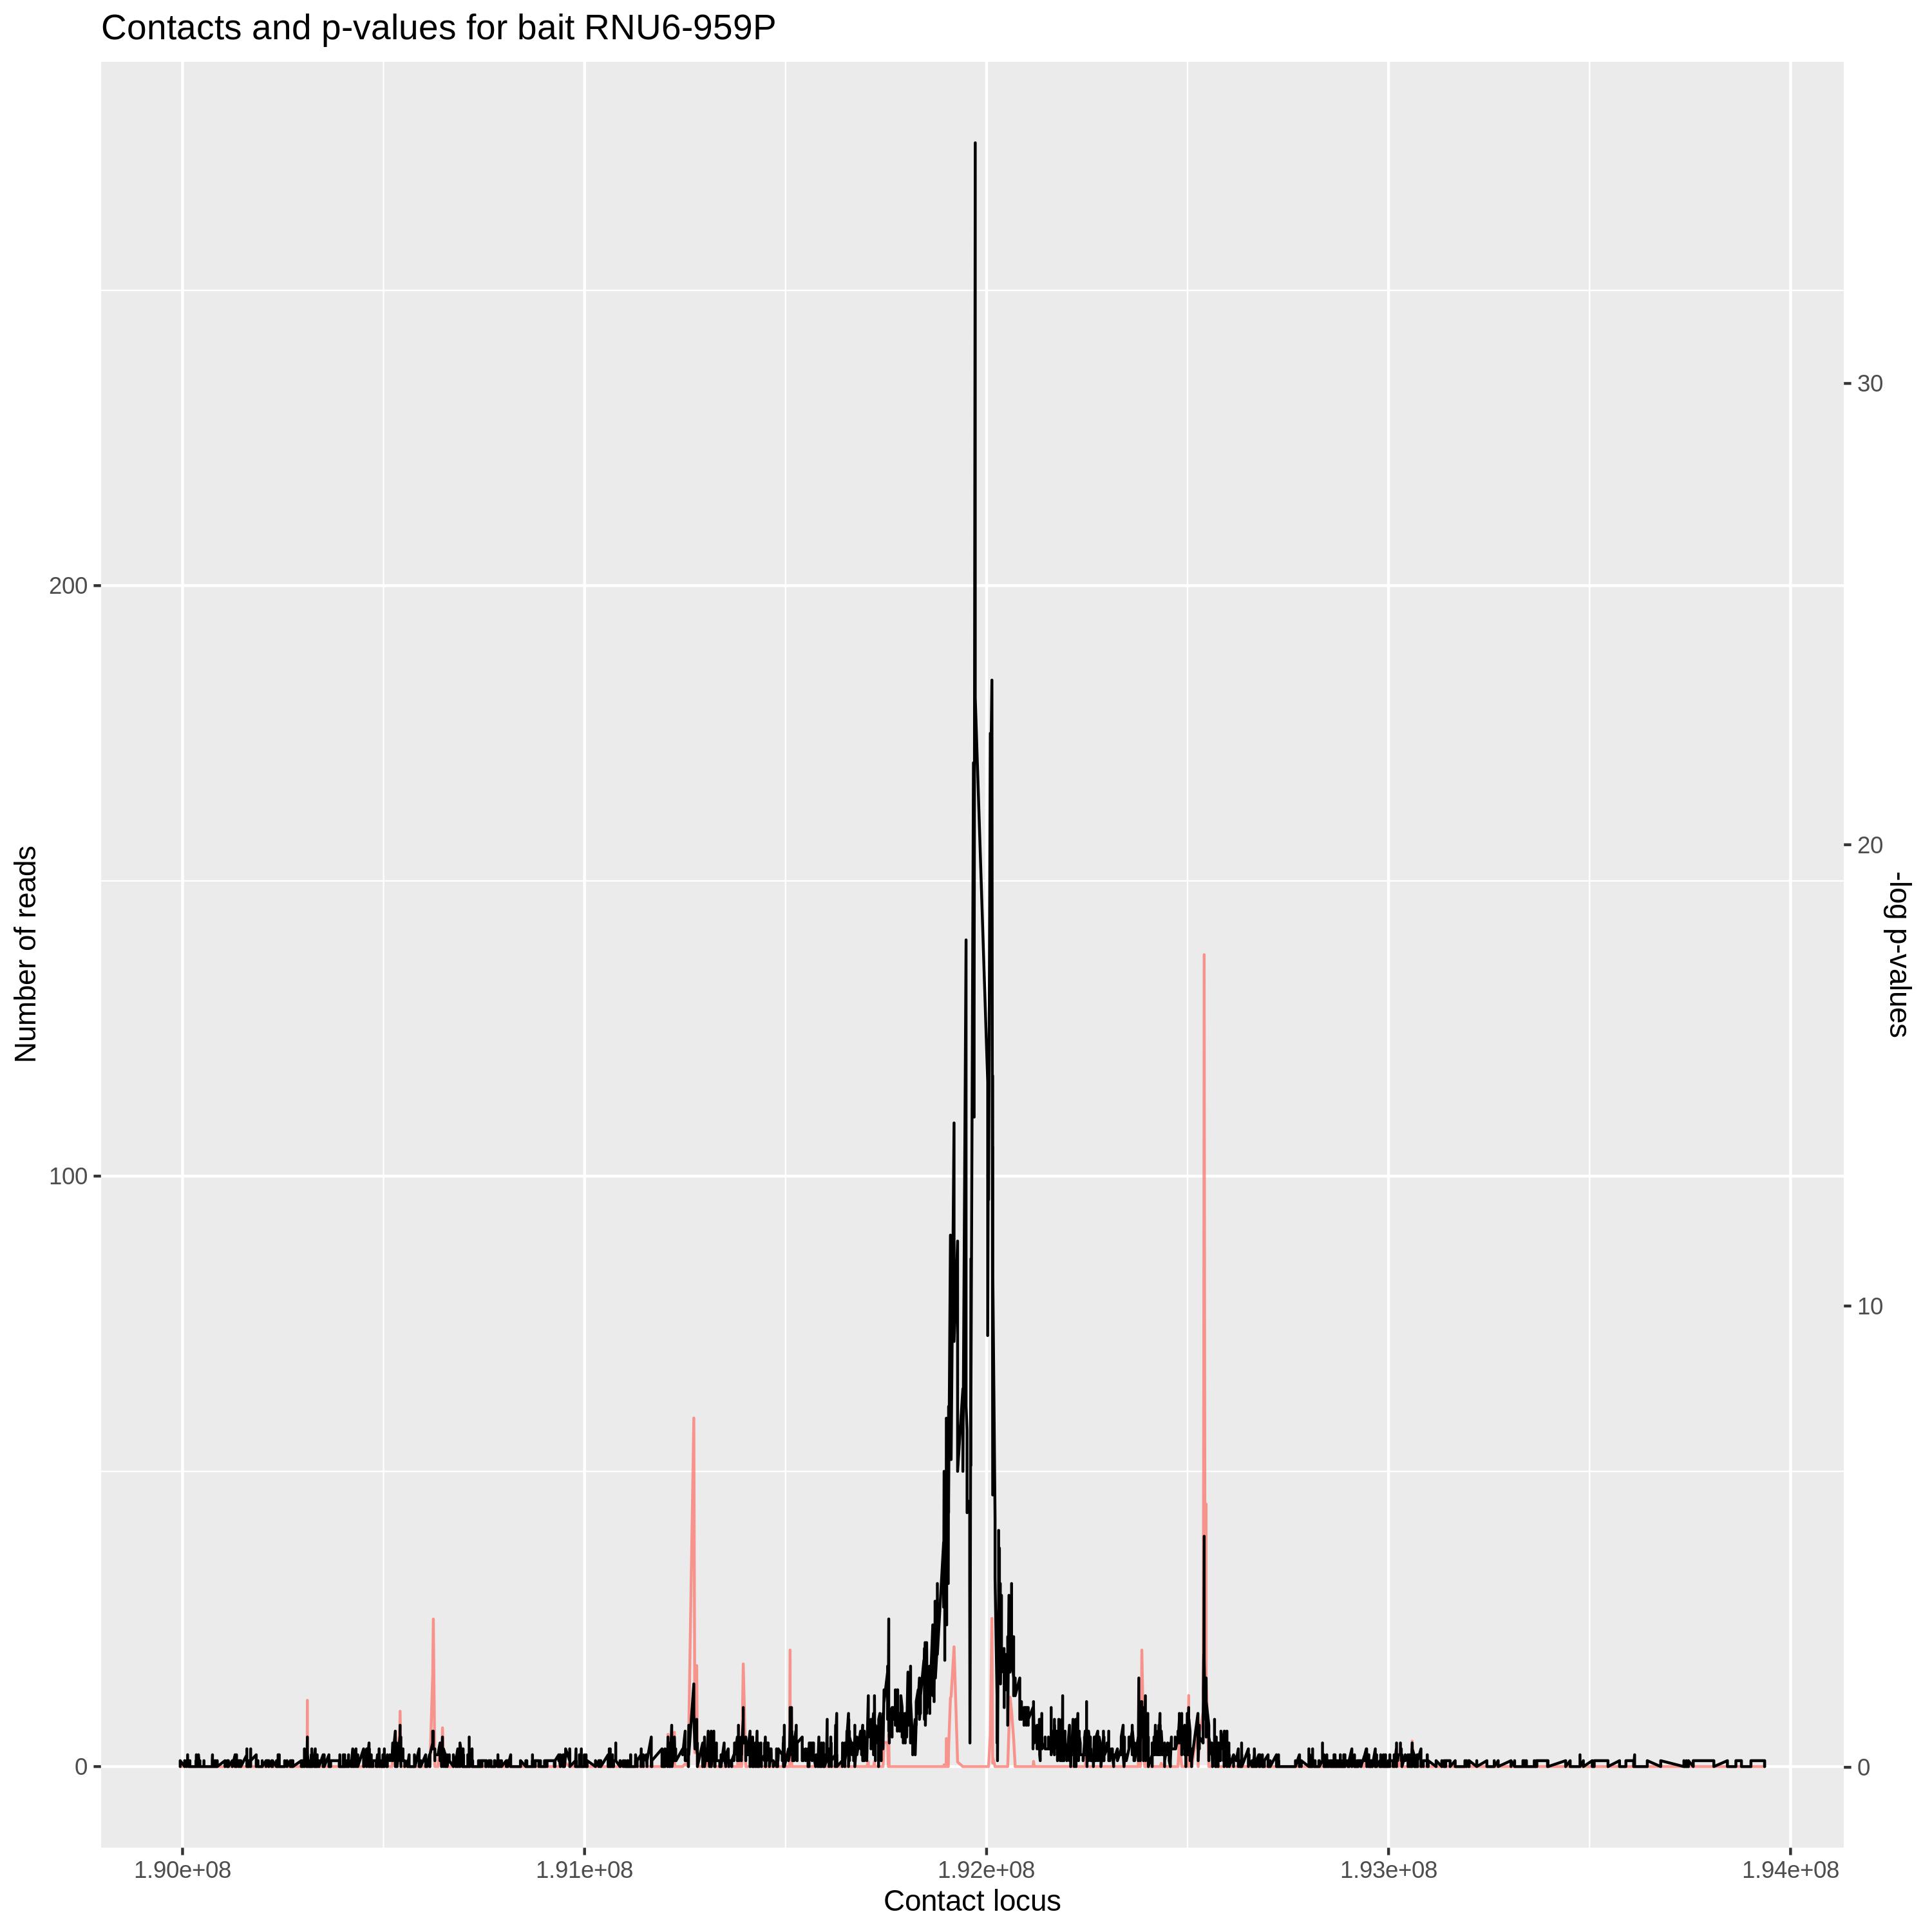 Contacts and p-values for bait RNU6-959P
Number of reads
200
100
0
30
20
10
0
-log p-values
1.90e+08
1.91e+08
1.92e+08
1.93e+08
1.94e+08
Contact locus